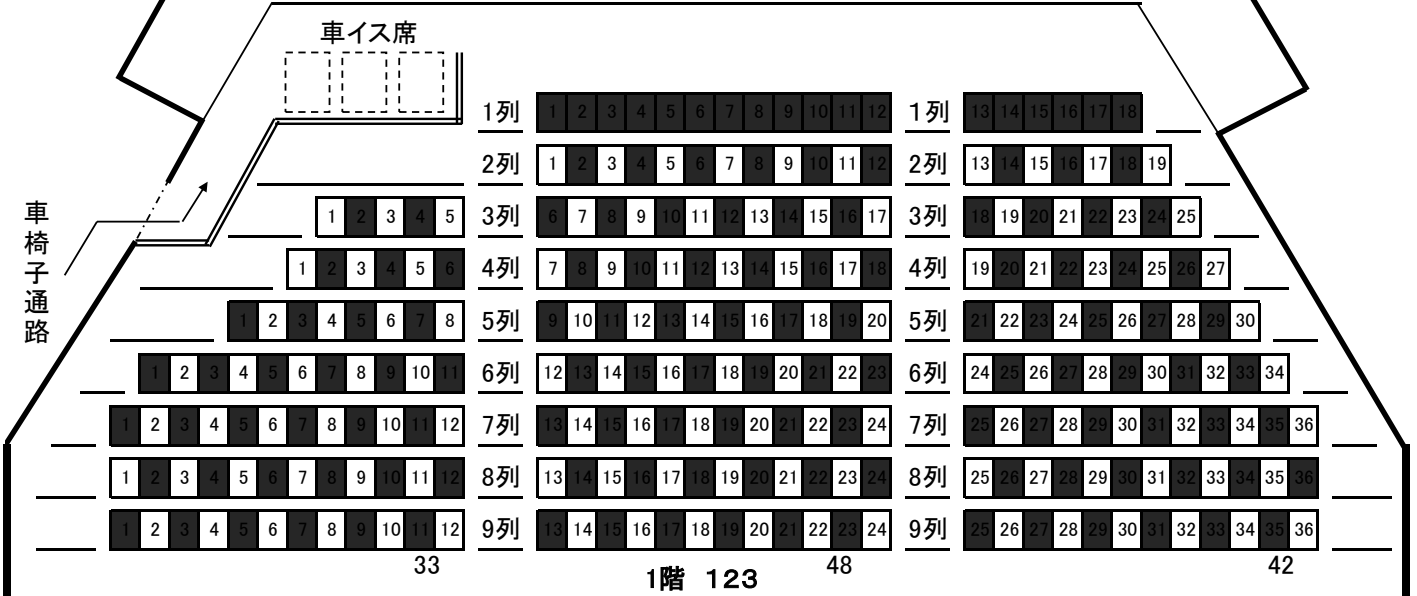 車イス席
1列 1 2 3 4 5 6 7 8 9 10 11 12 1列 13 14 15 16 17 18
2列 1 2 3 4 5 6 7 8 9 10 11 12 2列 13 14 15 16 17 18 19
1 2 3 4 5 3列 6 7 8 9 10 11 12 13 14 15 16 17 3列 18 19 20 21 22 23 24 25
1 2 3 4 5 6 4列 7 8 9 10 11 12 13 14 15 16 17 18 4列 19 20 21 22 23 24 25 26 27
1 2 3 4 5 6 7 8 5列 9 10 11 12 13 14 15 16 17 18 19 20 5列 21 22 23 24 25 26 27 28 29 30
1 2 3 4 5 6 7 8 9 10 11 6列 12 13 14 15 16 17 18 19 20 21 22 23 6列 24 25 26 27 28 29 30 31 32 33 34
1 2 3 4 5 6 7 8 9 10 11 12 7列 13 14 15 16 17 18 19 20 21 22 23 24 7列 25 26 27 28 29 30 31 32 33 34 35 36
1 2 3 4 5 6 7 8 9 10 11 12 8列 13 14 15 16 17 18 19 20 21 22 23 24 8列 25 26 27 28 29 30 31 32 33 34 35 36
1 2 3 4 5 6 7 8 9 10 11 12 9列 13 14 15 16 17 18 19 20 21 22 23 24 9列 25 26 27 28 29 30 31 32 33 34 35 36
33 48 42
1階 123
車椅子通路